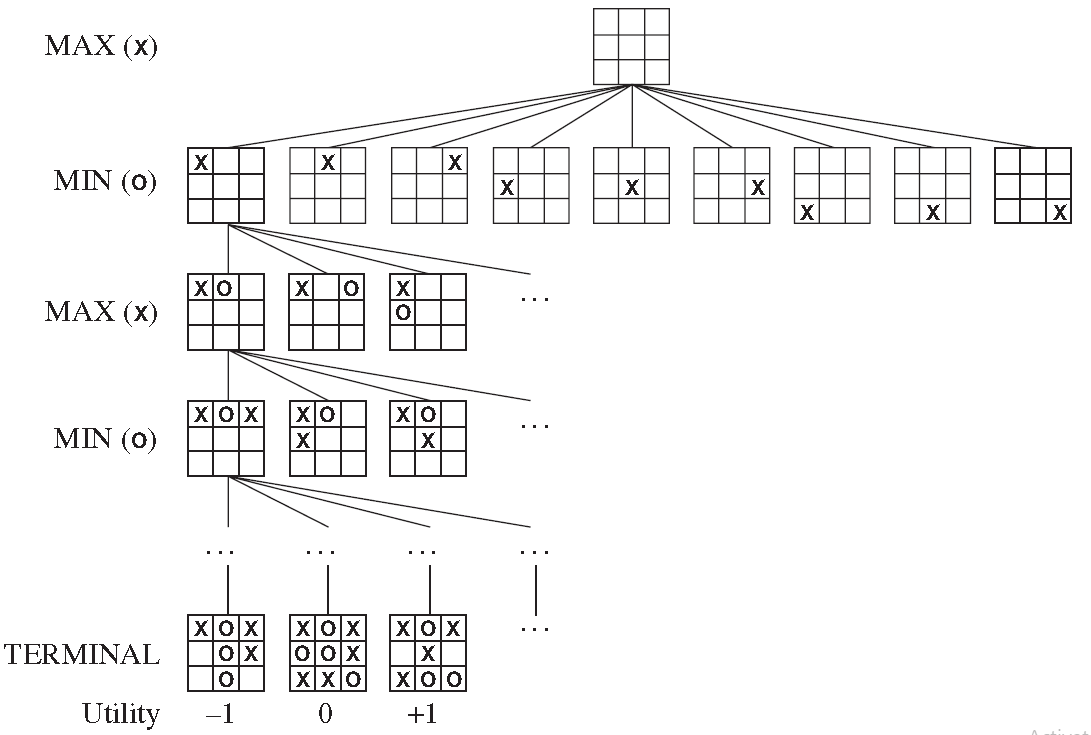 MAX (X)
MIN (O)
X X X X X X X X X
MAX (X)
X O X O X
O
...
MIN (O)
X O X X O X O
X X
...
... ... ... ...
TERMINAL
X O X X O X X O X
O X O O X X
O X X O X O O
...
Utility –1 0 +1